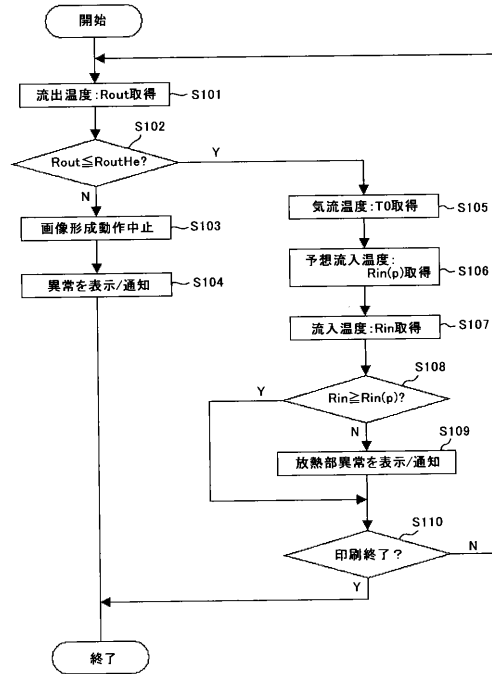 開始
流出温度:Rout取得
S101
S102
Rout≦RoutHe?
Y
N
画像形成動作中止
S103
異常を表示/通知
S104
気流温度:T0取得
S105
予想流入温度:
Rin(p)取得
S106
流入温度:Rin取得
S107
S108
Rin≧Rin(p)?
Y
N
S109
放熱部異常を表示/通知
S110
印刷終了?
N
Y
終了